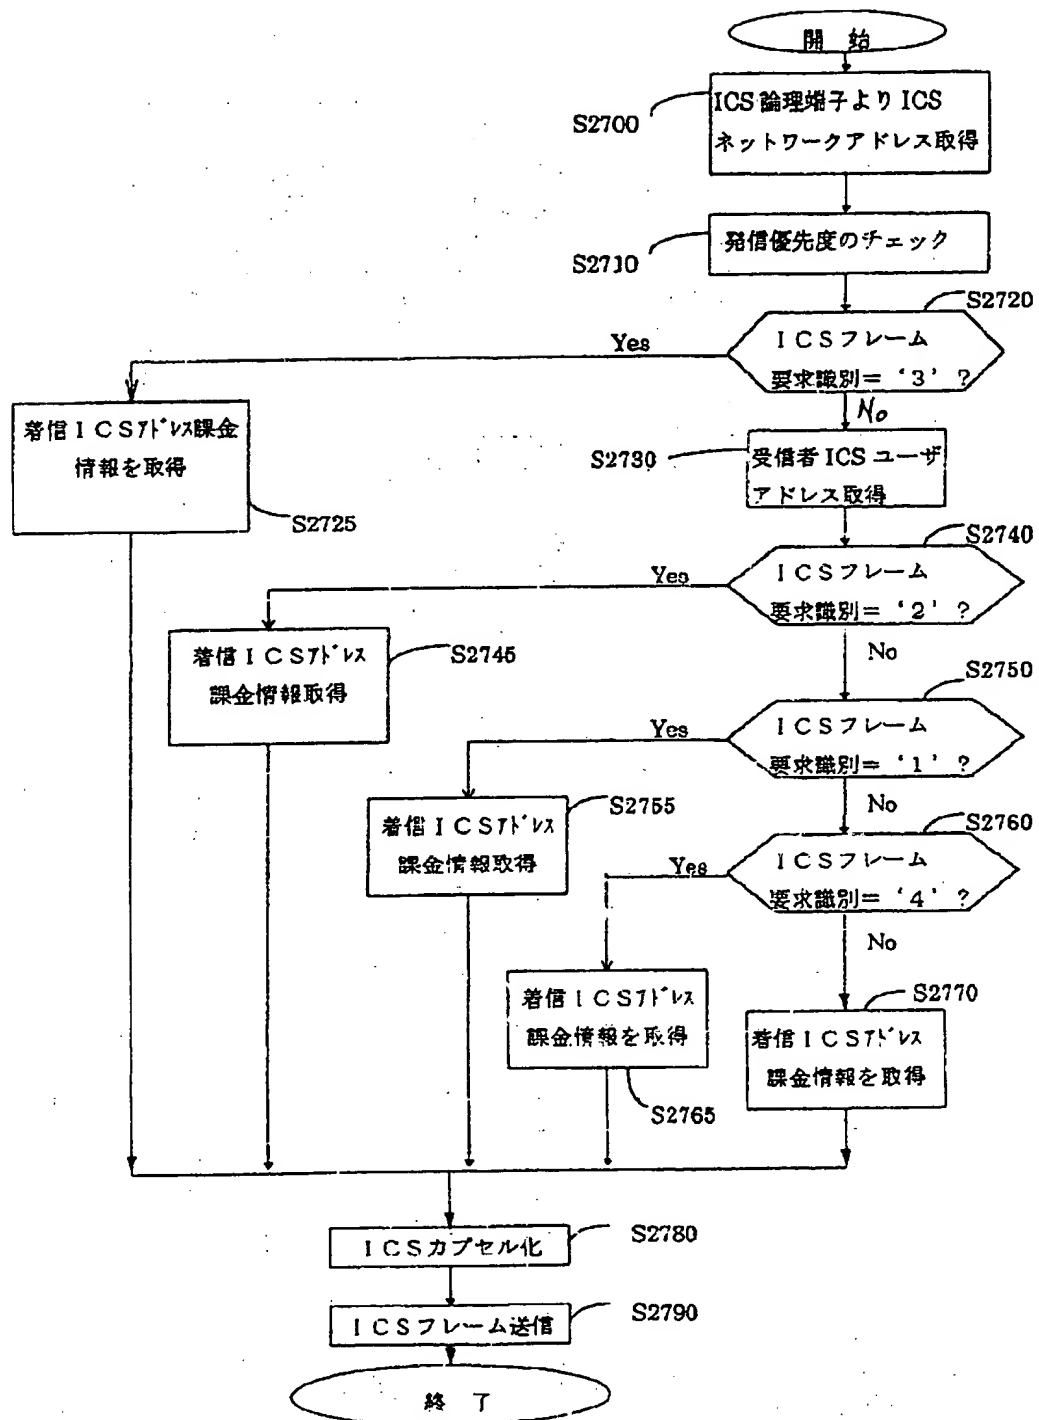 開 始
ICS論理端子よりICS
ネットワークアドレス取得
S2700
発信優先度のチェック
S2710
S2720
ICSフレーム
要求識別=‘3’?
Yes
No
着信ICSアドレス課金
情報を取得
S2725
S2730
受信者ICSユーザ
アドレス取得
S2740
ICSフレーム
要求識別=‘2’?
Yes
No
着信ICSアドレス
課金情報取得
S2745
S2750
ICSフレーム
要求識別=‘1’?
Yes
No
着信ICSアドレス
課金情報取得
S2755
S2760
ICSフレーム
要求識別=‘4’?
Yes
No
着信ICSアドレス
課金情報を取得
S2765
S2770
着信ICSアドレス
課金情報を取得
ICSカプセル化
S2780
ICSフレーム送信
S2790
終 了